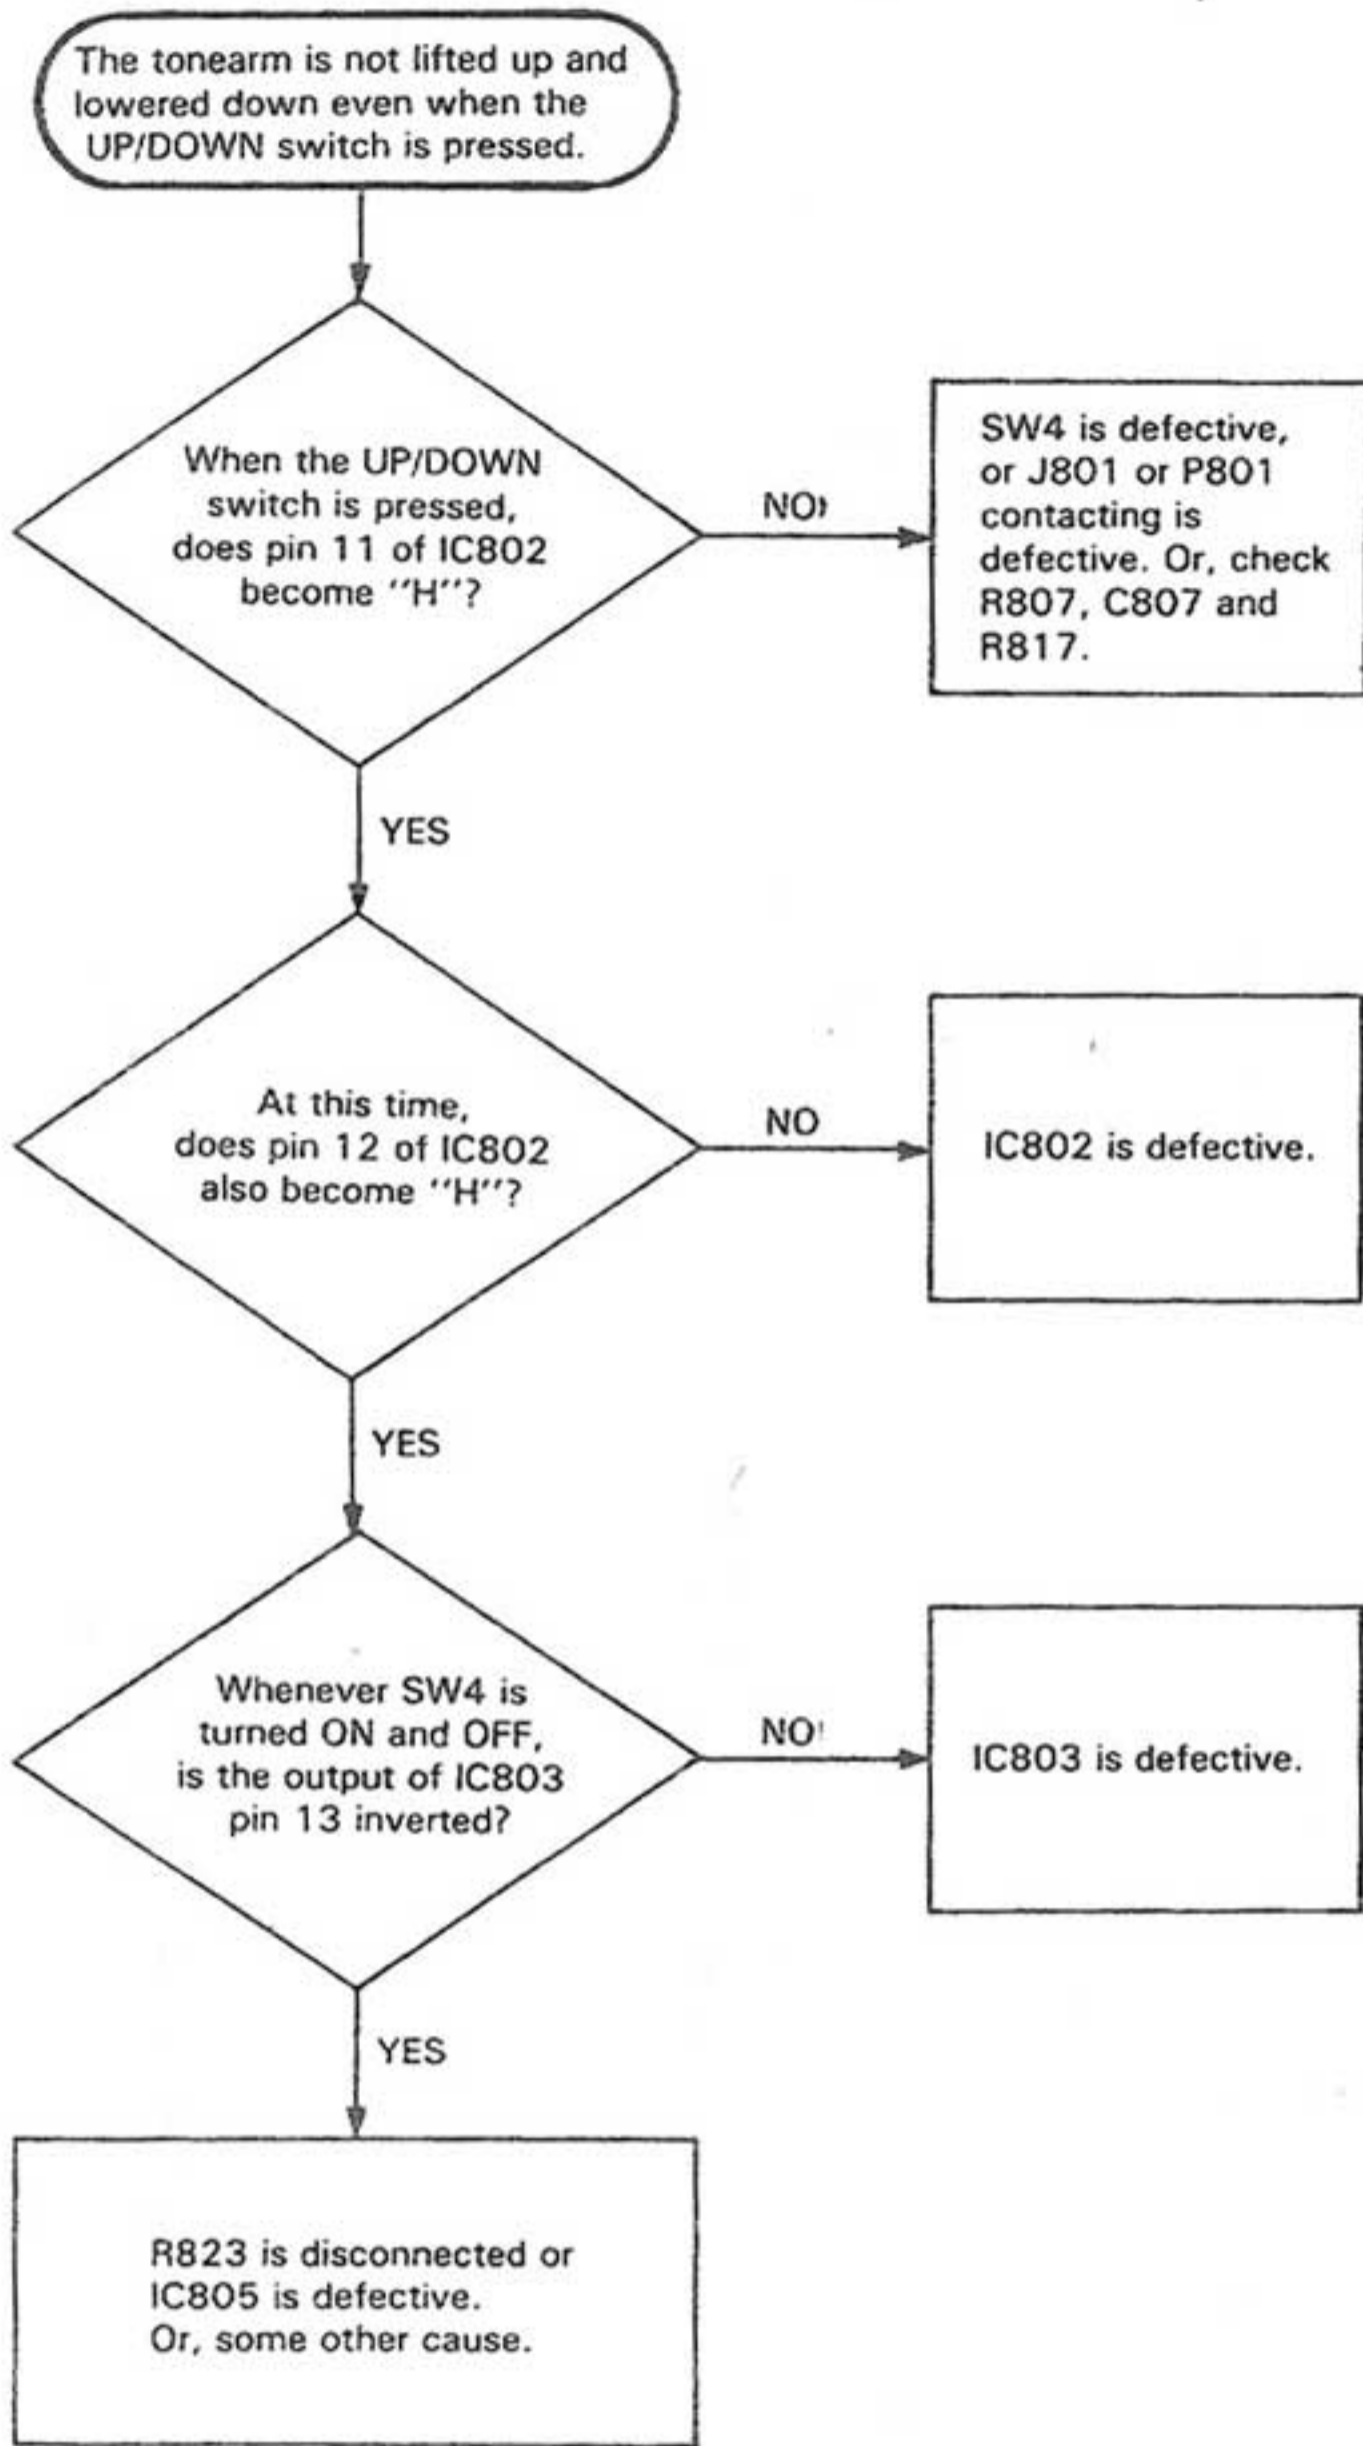 The tonearm is not lifted up and
lowered down even when the
UP/DOWN switch is pressed.
When the UP/DOWN
switch is pressed,
does pin 11 of IC802
become "H"?
NO
SW4 is defective,
or J801 or P801
contacting is
defective. Or, check
R807, C807 and
R817.
YES
At this time,
does pin 12 of IC802
also become "H"?
NO
IC802 is defective.
YES
Whenever SW4 is
turned ON and OFF,
is the output of IC803
pin 13 inverted?
NO
IC803 is defective.
YES
R823 is disconnected or
IC805 is defective.
Or, some other cause.